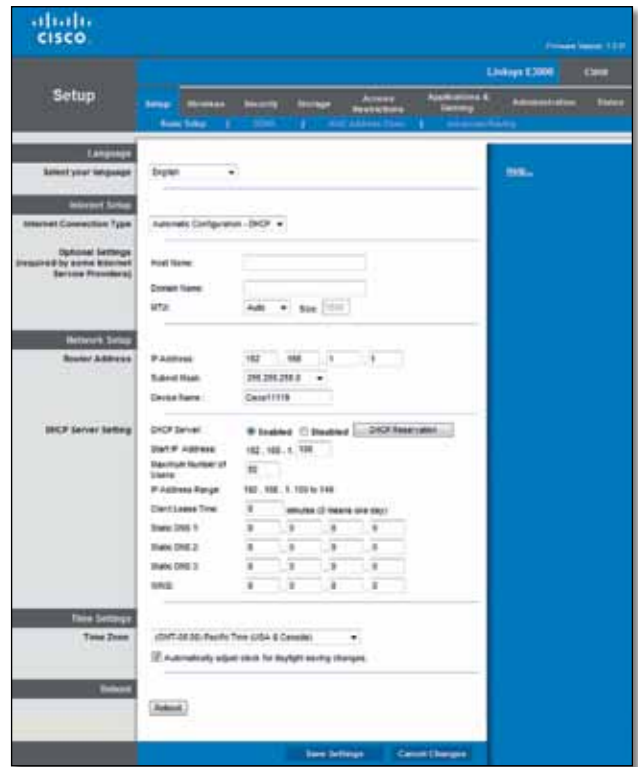 CISCO
Linksys E3000
Cisco
Setup
Setup
Wireless
Security
Storage
Access Restrictions
Applications & Gaming
Administration
Status
Basic Setup
DDNS
MAC Address Clone
Advanced Routing
Language
Select your language
English
Help...
Internet Setup
Internet Connection Type
Automatic Configuration - DHCP
Optional Settings
(required by some Internet
Service Providers)
Host Name:
Domain Name:
MTU:
Auto
Size:
Network Setup
Router Address
IP Address:
192 . 168 . 1 . 1
Subnet Mask:
255.255.255.0
Device Name:
Cisco11119
DHCP Server Setting
DHCP Server:
Enabled
Disabled
DHCP Reservation
Start IP Address:
192 . 168 . 1. 100
Maximum Number of
Users:
50
IP Address Range:
192 . 168 . 1. 100 to 149
Client Lease Time:
0
minutes (0 means one day)
Static DNS 1:
0 . 0 . 0 . 0
Static DNS 2:
0 . 0 . 0 . 0
Static DNS 3:
0 . 0 . 0 . 0
WINS:
0 . 0 . 0 . 0
Time Settings
Time Zone
(GMT-08:00) Pacific Time (USA & Canada)
Automatically adjust clock for daylight saving changes.
Reboot
Reboot
Save Settings
Cancel Changes